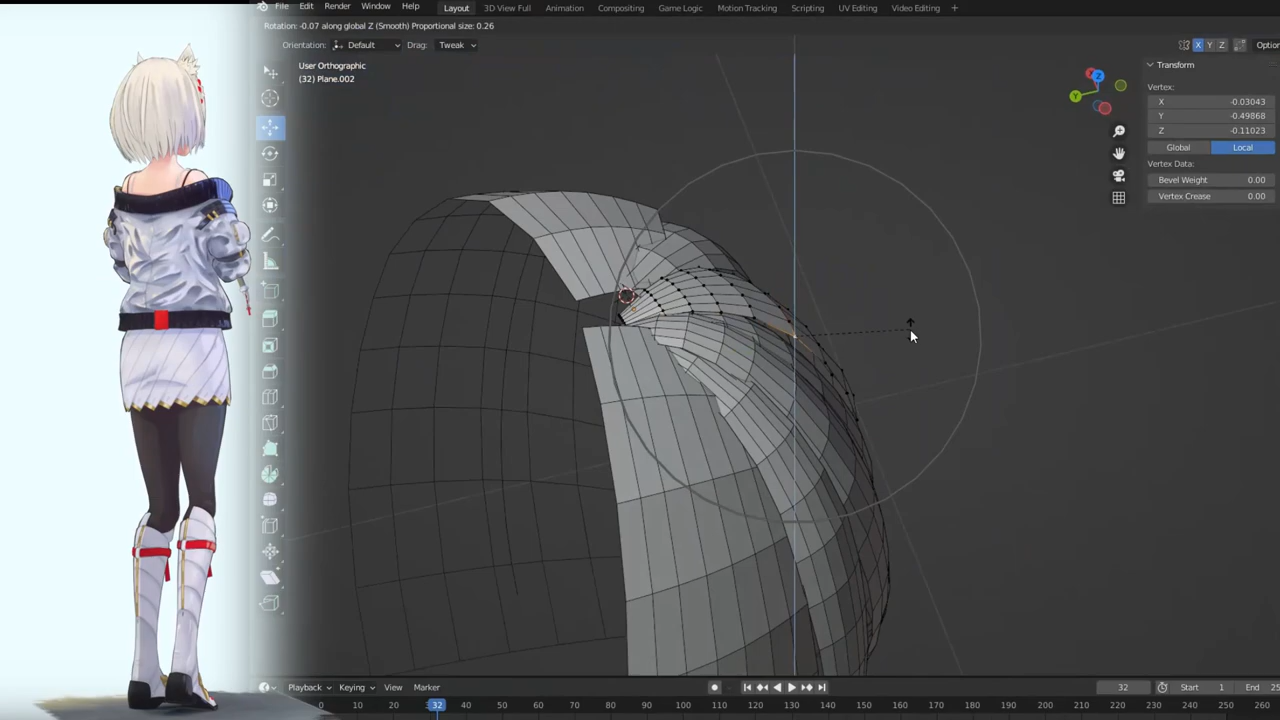 File Edit Render Window Help Layout 3D View Full Animation Compositing Game Logic Motion Tracking Scripting UV Editing Video Editing +
Rotation: -0.07 along global Z (Smooth) Proportional size: 0.26
Orientation: Default Drag: Tweak X Y Z
User Orthographic
(32) Plane.002
Z
Y
Transform
Vertex:
X -0.03043
Y -0.49868
Z -0.11023
Global Local
Vertex Data:
Bevel Weight 0.00
Vertex Crease 0.00
Playback Keying View Marker 32 Start 1 End
0 10 20 32 40 50 60 70 80 90 100 110 120 130 140 150 160 170 180 190 200 210 220 230 240 250 260